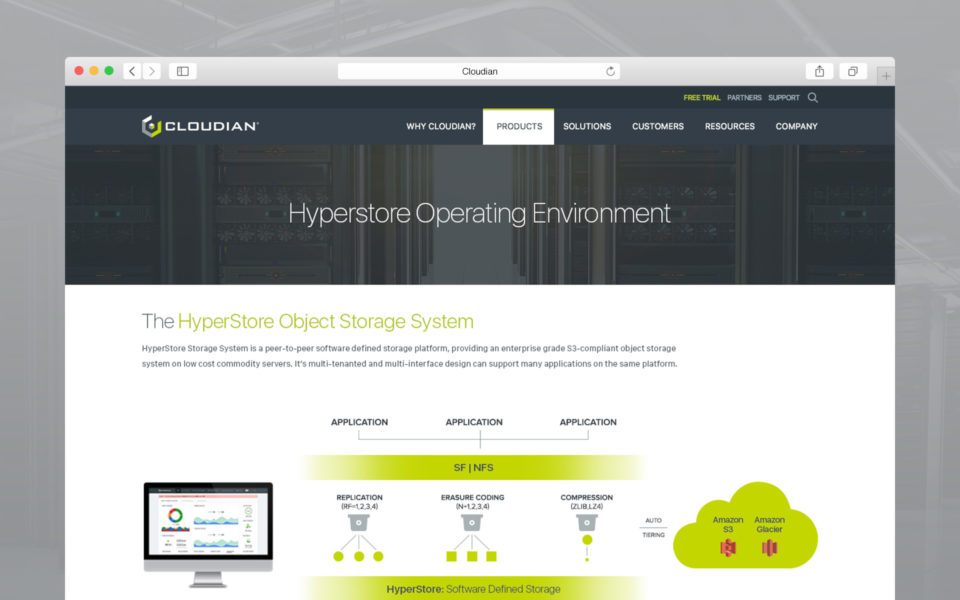 Cloudian
FREE TRIAL PARTNERS SUPPORT
CLOUDIAN
WHY CLOUDIAN? PRODUCTS SOLUTIONS CUSTOMERS RESOURCES COMPANY
Hyperstore Operating Environment
The HyperStore Object Storage System
HyperStore Storage System is a peer-to-peer software defined storage platform, providing an enterprise grade S3-compliant object storage
system on low cost commodity servers. It's multi-tenanted and multi-interface design can support many applications on the same platform.
APPLICATION APPLICATION APPLICATION
SF | NFS
REPLICATION
(RF=1,2,3,4)
ERASURE CODING
(N=1,2,3,4)
COMPRESSION
(ZLIB,LZ4)
AUTO
TIERING
Amazon
S3
Amazon
Glacier
HyperStore: Software Defined Storage